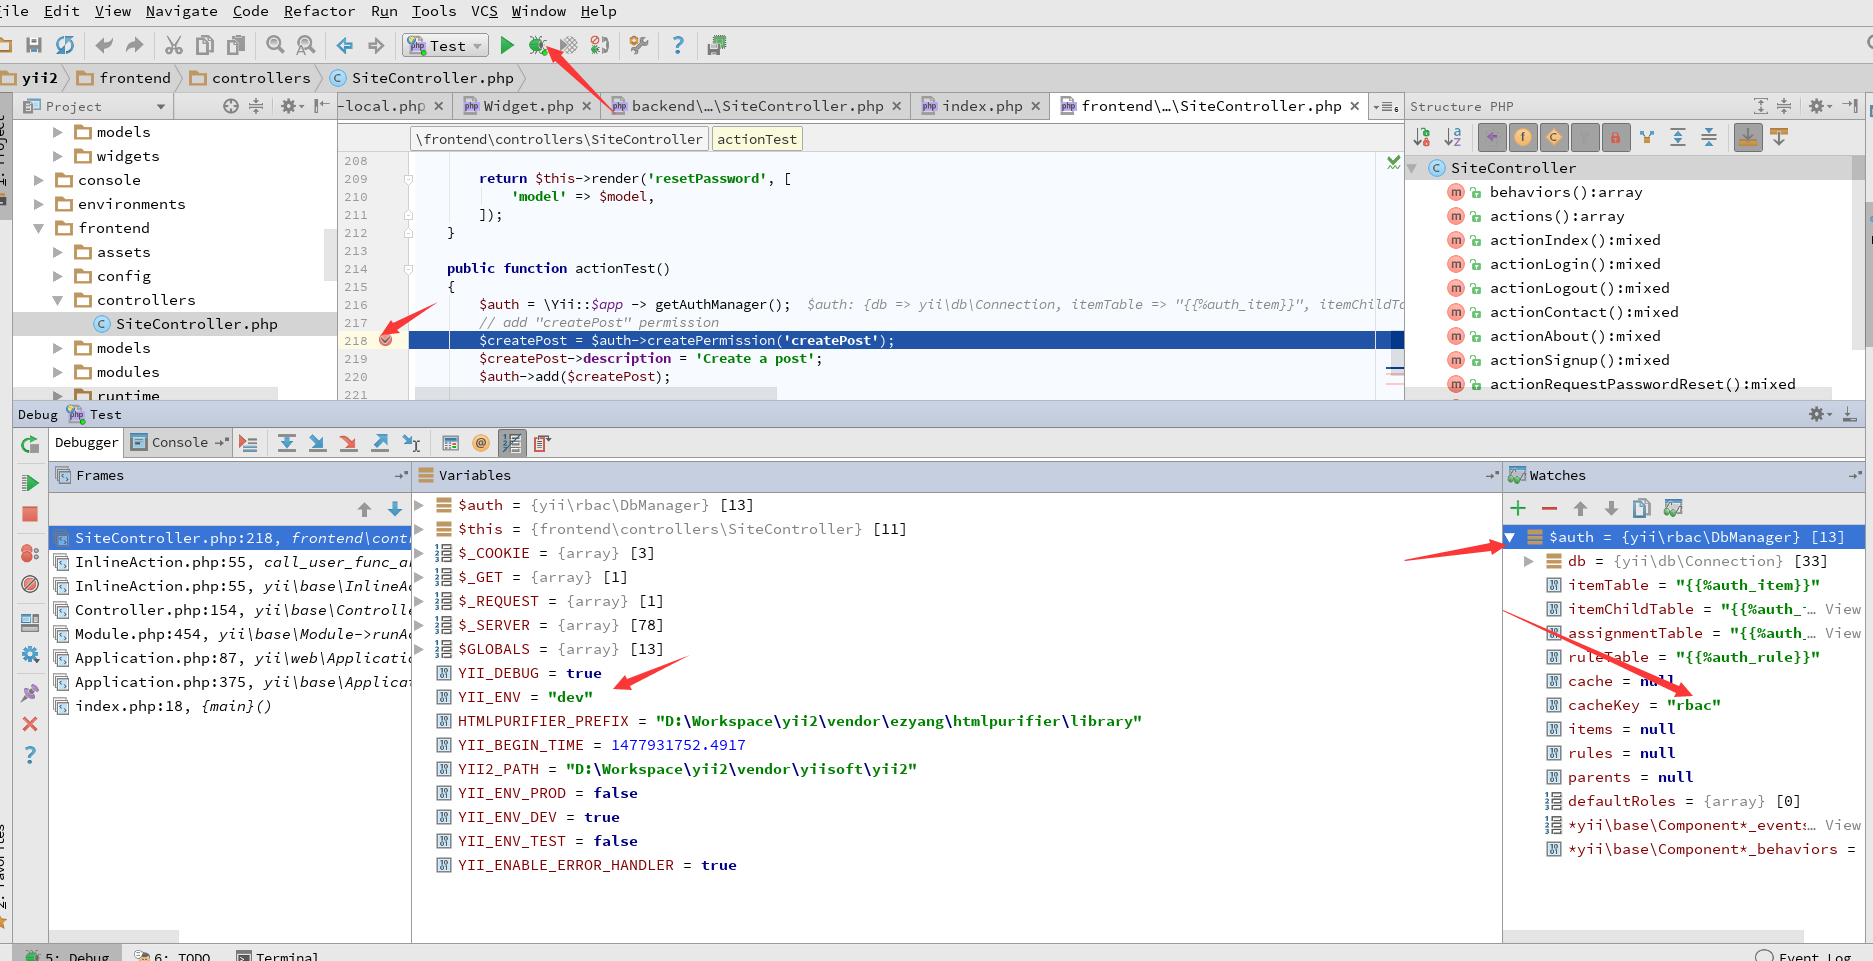 File Edit View Navigate Code Refactor Run Tools VCS Window Help
Test
yii2 frontend controllers SiteController.php
Project
-local.php Widget.php backend\...\SiteController.php index.php frontend\...\SiteController.php
Structure PHP
\frontend\controllers\SiteController actionTest
models
widgets
console
environments
frontend
assets
config
controllers
SiteController.php
models
modules
runtime
208
209 return $this->render('resetPassword', [
210 'model' => $model,
211 ]);
212 }
213
214 public function actionTest()
215 {
216 $auth = \Yii::$app -> getAuthManager(); $auth: {db => yii\db\Connection, itemTable => "{{%auth_item}}", itemChildTa
217 // add "createPost" permission
218 $createPost = $auth->createPermission('createPost');
219 $createPost->description = 'Create a post';
220 $auth->add($createPost);
221
SiteController
behaviors():array
actions():array
actionIndex():mixed
actionLogin():mixed
actionLogout():mixed
actionContact():mixed
actionAbout():mixed
actionSignup():mixed
actionRequestPasswordReset():mixed
Debug Test
Debugger Console
Frames
SiteController.php:218, frontend\cont
InlineAction.php:55, call_user_func_a
InlineAction.php:55, yii\base\InlineA
Controller.php:154, yii\base\Controlle
Module.php:454, yii\base\Module->runA
Application.php:87, yii\web\Applicatio
Application.php:375, yii\base\Applica
index.php:18, {main}()
Variables
$auth = {yii\rbac\DbManager} [13]
$this = {frontend\controllers\SiteController} [11]
$_COOKIE = {array} [3]
$_GET = {array} [1]
$_REQUEST = {array} [1]
$_SERVER = {array} [78]
$GLOBALS = {array} [13]
YII_DEBUG = true
YII_ENV = "dev"
HTMLPURIFIER_PREFIX = "D:\Workspace\yii2\vendor\ezyang\htmlpurifier\library"
YII_BEGIN_TIME = 1477931752.4917
YII2_PATH = "D:\Workspace\yii2\vendor\yiisoft\yii2"
YII_ENV_PROD = false
YII_ENV_DEV = true
YII_ENV_TEST = false
YII_ENABLE_ERROR_HANDLER = true
Watches
$auth = {yii\rbac\DbManager} [13]
db = {yii\db\Connection} [33]
itemTable = "{{%auth_item}}"
itemChildTable = "{{%auth_... View
assignmentTable = "{{%auth_... View
ruleTable = "{{%auth_rule}}"
cache = null
cacheKey = "rbac"
items = null
rules = null
parents = null
defaultRoles = {array} [0]
*yii\base\Component*_events... View
*yii\base\Component*_behaviors =
1: Project
2: Favorites
5: Debug 6: TODO Terminal
Event Log